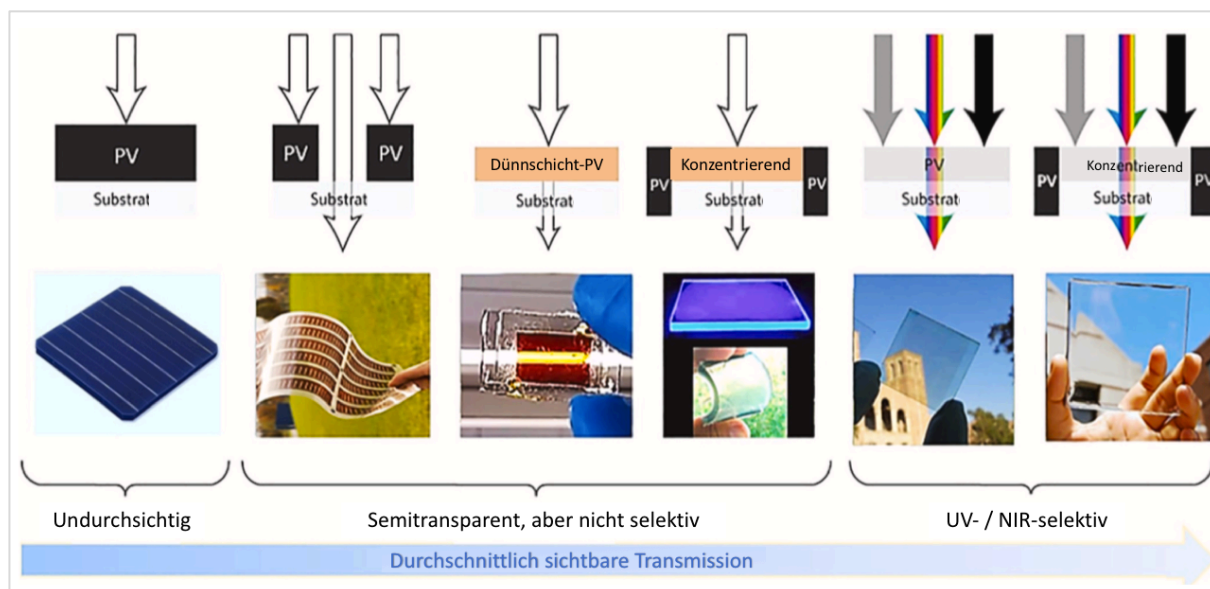 PV
Substrat
PV
PV
Substrat
Dünnschicht-PV
Substrat
PV
Konzentrierend
PV
Substrat
PV
Substrat
PV
Konzentrierend
PV
Substrat
Undurchsichtig
Semitransparent, aber nicht selektiv
UV- / NIR-selektiv
Durchschnittlich sichtbare Transmission